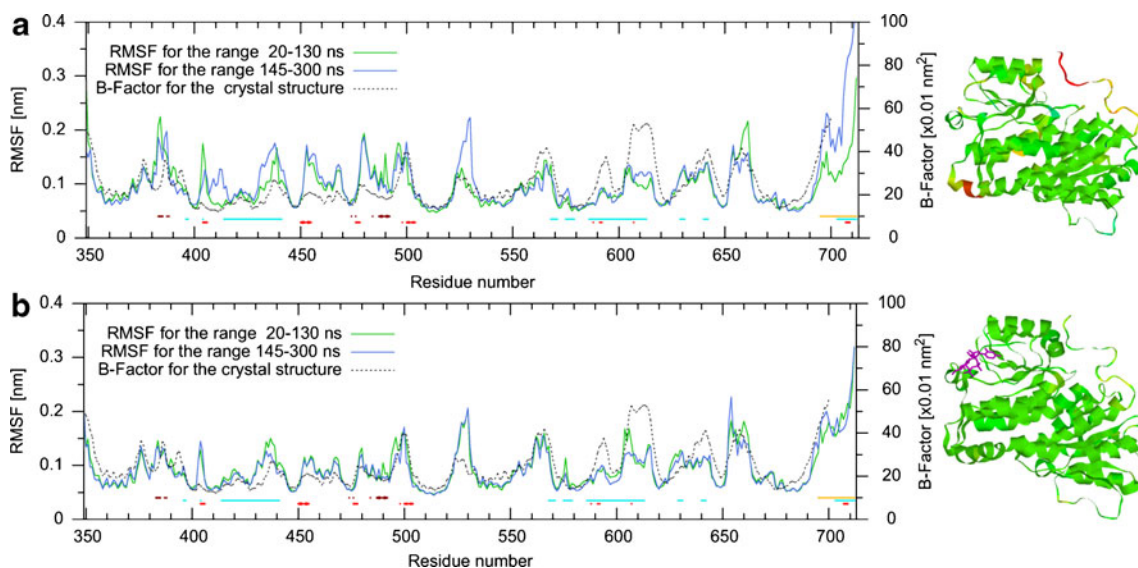 a
0.4
0.3
0.2
0.1
0
RMSF [nm]
RMSF for the range 20-130 ns
RMSF for the range 145-300 ns
B-Factor for the crystal structure
100
80
60
40
20
0
B-Factor [x0.01 nm²]
350 400 450 500 550 600 650 700
Residue number
b
0.4
0.3
0.2
0.1
0
RMSF [nm]
RMSF for the range 20-130 ns
RMSF for the range 145-300 ns
B-Factor for the crystal structure
100
80
60
40
20
0
B-Factor [x0.01 nm²]
350 400 450 500 550 600 650 700
Residue number